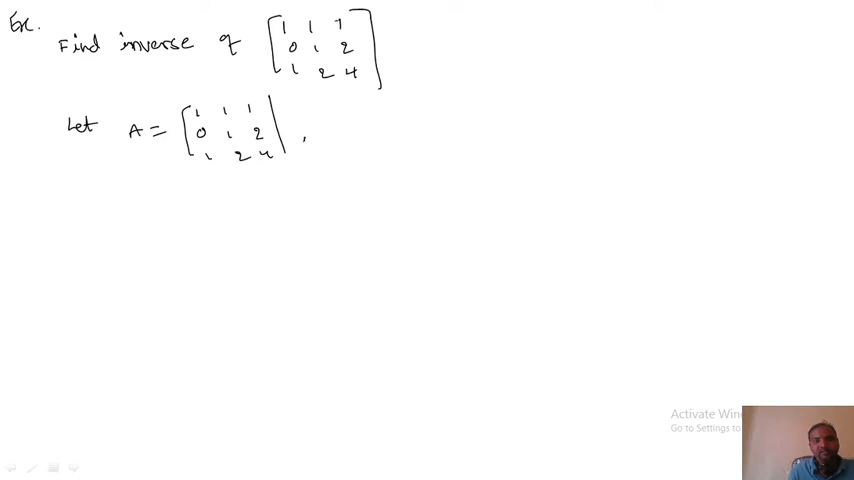 Ex.
Find inverse of [1 1 1
0 1 2
1 2 4]
Let A = [1 1 1
0 1 2
1 2 4] ,
Activate Win
Go to Settings to